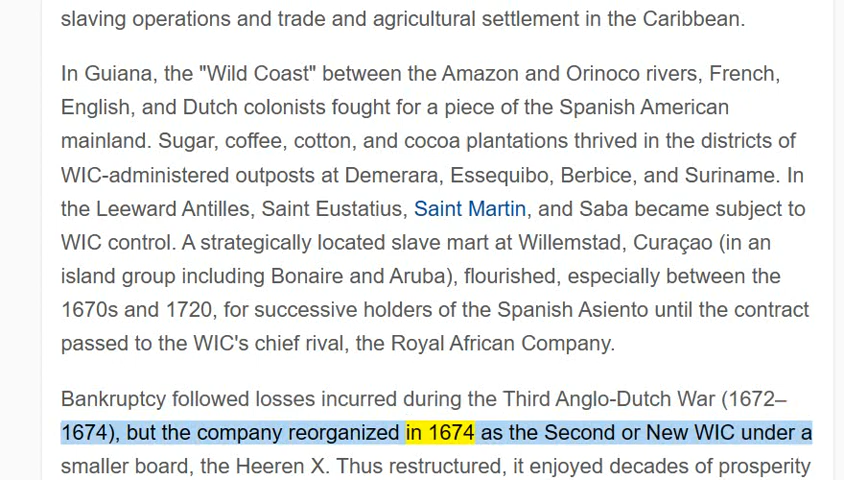 slaving operations and trade and agricultural settlement in the Caribbean.
In Guiana, the "Wild Coast" between the Amazon and Orinoco rivers, French,
English, and Dutch colonists fought for a piece of the Spanish American
mainland. Sugar, coffee, cotton, and cocoa plantations thrived in the districts of
WIC-administered outposts at Demerara, Essequibo, Berbice, and Suriname. In
the Leeward Antilles, Saint Eustatius, Saint Martin, and Saba became subject to
WIC control. A strategically located slave mart at Willemstad, Curaçao (in an
island group including Bonaire and Aruba), flourished, especially between the
1670s and 1720, for successive holders of the Spanish Asiento until the contract
passed to the WIC's chief rival, the Royal African Company.
Bankruptcy followed losses incurred during the Third Anglo-Dutch War (1672–
1674), but the company reorganized in 1674 as the Second or New WIC under a
smaller board, the Heeren X. Thus restructured, it enjoyed decades of prosperity